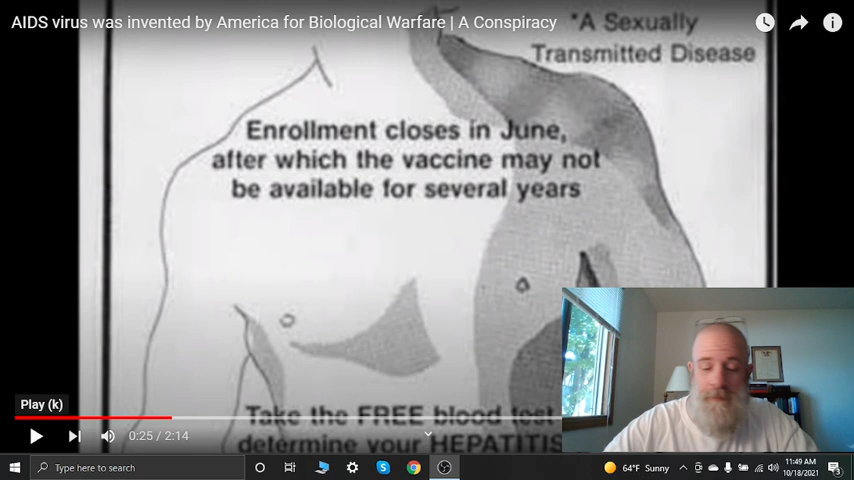 AIDS virus was invented by America for Biological Warfare | A Conspiracy
*A Sexually
Transmitted Disease
Enrollment closes in June,
after which the vaccine may not
be available for several years
Take the FREE blood test
determine your HEPATITIS
Play (k)
0:25 / 2:14
Type here to search
64°F Sunny
11:49 AM
10/18/2021
3